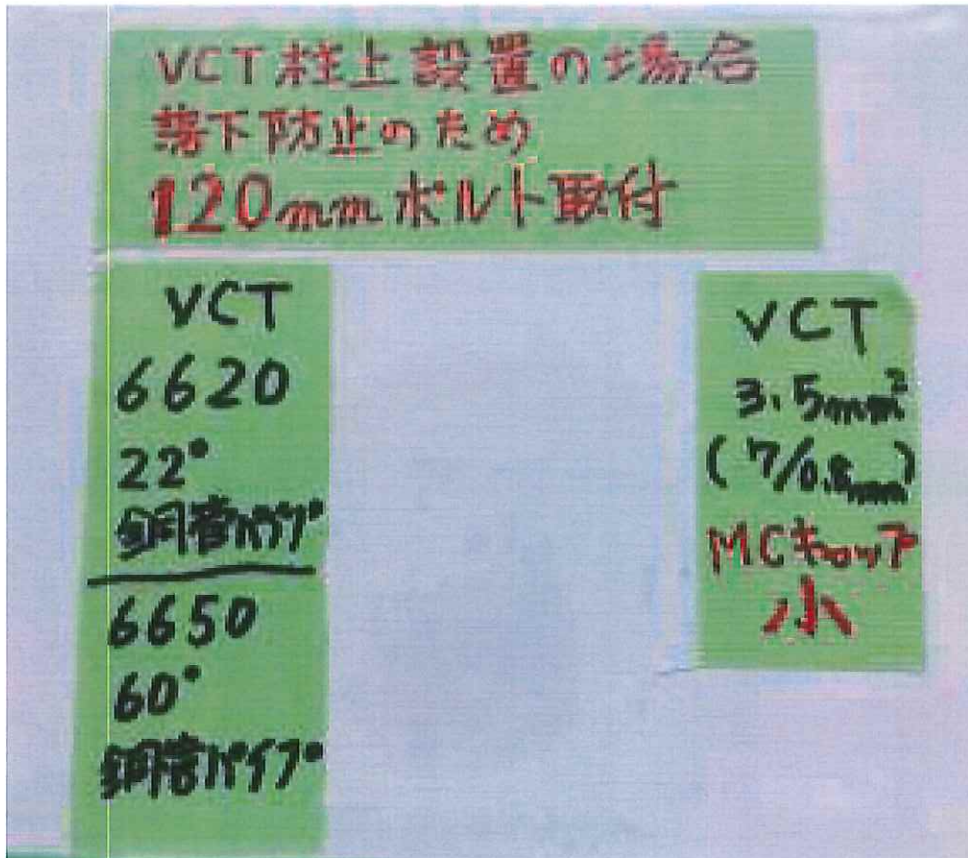 VCT柱上設置の場合
落下防止のため
120mmボルト取付
VCT
6620
22°
銅管パイプ
6650
60°
銅管パイプ
VCT
3.5mm²
(7/0.8mm)
MCキャップ
小